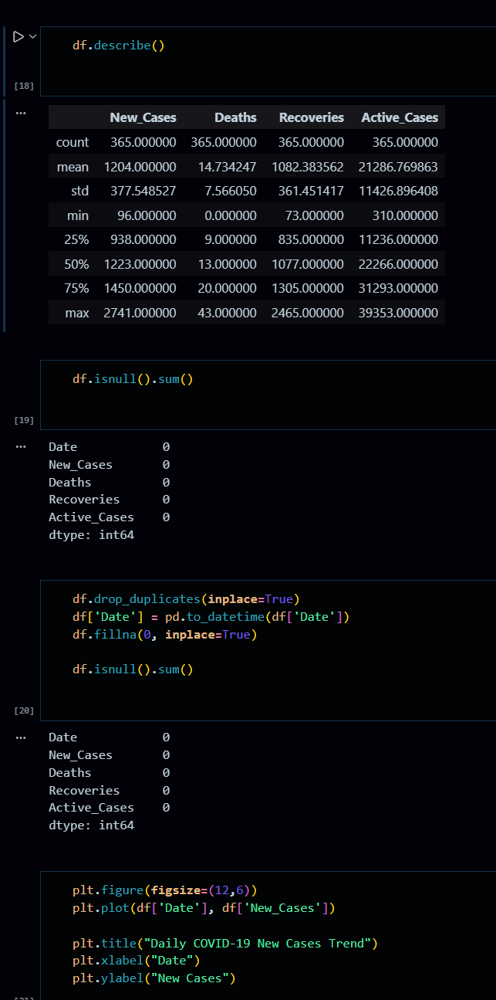 df.describe()
[18]
...
New_Cases Deaths Recoveries Active_Cases
count 365.000000 365.000000 365.000000 365.000000
mean 1204.000000 14.734247 1082.383562 21286.769863
std 377.548527 7.566050 361.451417 11426.896408
min 96.000000 0.000000 73.000000 310.000000
25% 938.000000 9.000000 835.000000 11236.000000
50% 1223.000000 13.000000 1077.000000 22266.000000
75% 1450.000000 20.000000 1305.000000 31293.000000
max 2741.000000 43.000000 2465.000000 39353.000000
df.isnull().sum()
[19]
...
Date 0
New_Cases 0
Deaths 0
Recoveries 0
Active_Cases 0
dtype: int64
df.drop_duplicates(inplace=True)
df['Date'] = pd.to_datetime(df['Date'])
df.fillna(0, inplace=True)
df.isnull().sum()
[20]
...
Date 0
New_Cases 0
Deaths 0
Recoveries 0
Active_Cases 0
dtype: int64
plt.figure(figsize=(12,6))
plt.plot(df['Date'], df['New_Cases'])
plt.title("Daily COVID-19 New Cases Trend")
plt.xlabel("Date")
plt.ylabel("New Cases")